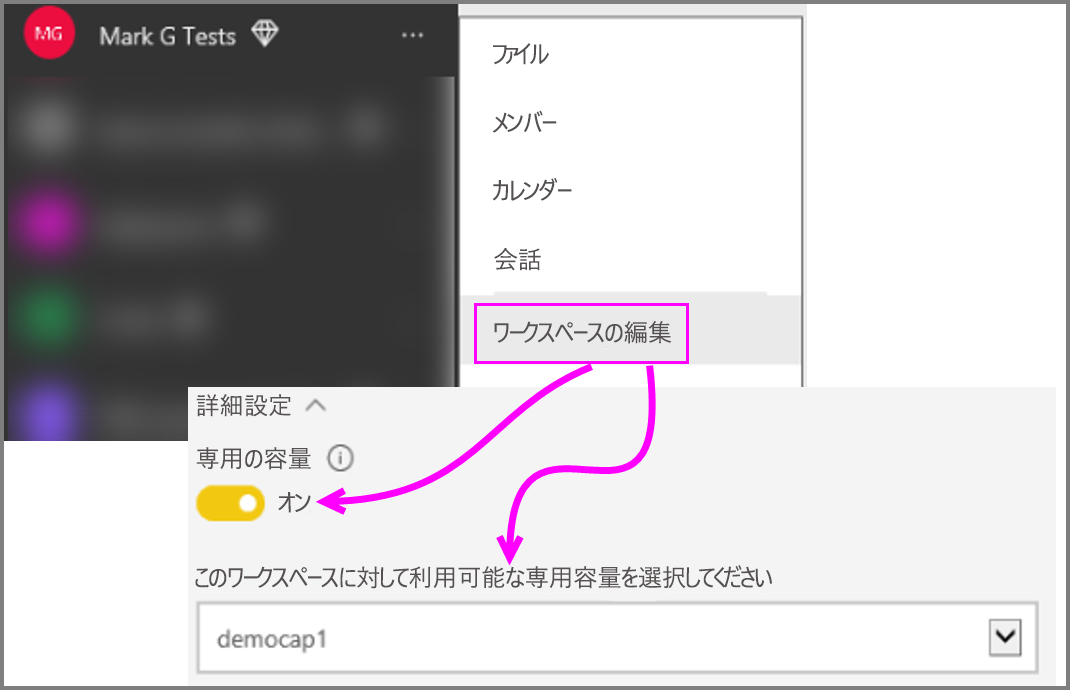 MG
Mark G Tests
...
ファイル
メンバー
カレンダー
会話
ワークスペースの編集
詳細設定
専用の容量
オン
このワークスペースに対して利用可能な専用容量を選択してください
democap1